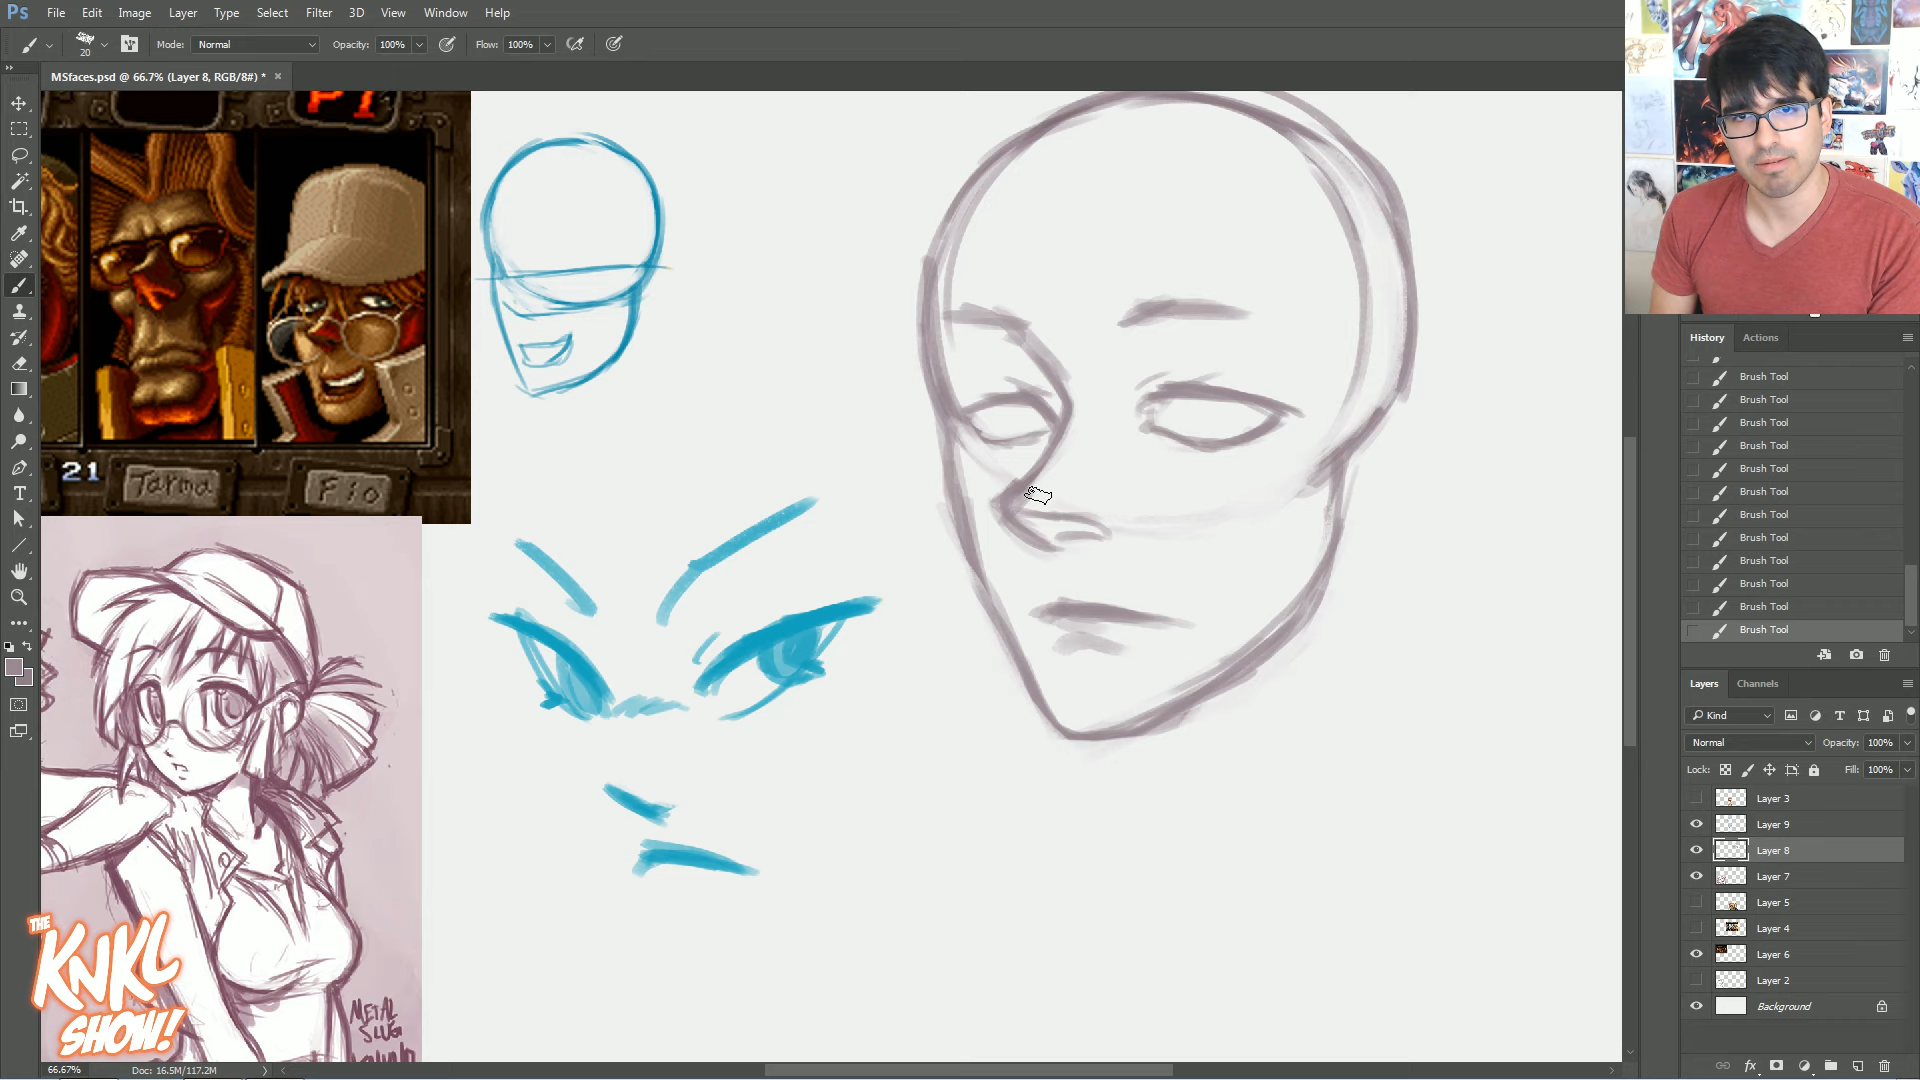 Ps File Edit Image Layer Type Select Filter 3D View Window Help
20 Mode: Normal Opacity: 100% Flow: 100%
MSfaces.psd @ 66.7% (Layer 8, RGB/8#) *
P1
21 Tarma Fio
METAL
SLUG
THE
KNKL
SHOW!
66.67% Doc: 16.5M/117.2M
History Actions
Brush Tool
Brush Tool
Brush Tool
Brush Tool
Brush Tool
Brush Tool
Brush Tool
Brush Tool
Brush Tool
Brush Tool
Brush Tool
Brush Tool
Layers Channels
Kind
Normal Opacity: 100%
Lock: Fill: 100%
Layer 3
Layer 9
Layer 8
Layer 7
Layer 5
Layer 4
Layer 6
Layer 2
Background
fx